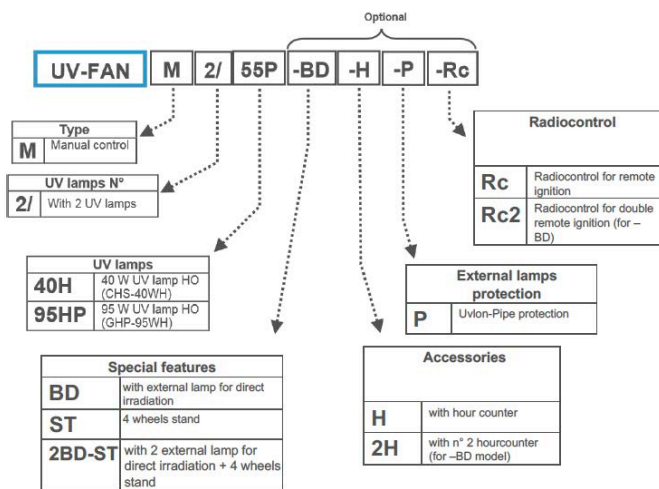 Optional
UV-FAN M 2/ 55P -BD -H -P -Rc
Type
M Manual control
UV lamps N°
2/ With 2 UV lamps
UV lamps
40H 40 W UV lamp HO
(CHS-40WH)
95HP 95 W UV lamp HO
(GHP-95WH)
Special features
BD with external lamp for direct
irradiation
ST 4 wheels stand
2BD-ST with 2 external lamp for
direct irradiation + 4 wheels
stand
Radiocontrol
Rc Radiocontrol for remote
ignition
Rc2 Radiocontrol for double
remote ignition (for –
BD)
External lamps
protection
P Uvlon-Pipe protection
Accessories
H with hour counter
2H with n° 2 hourcounter
(for –BD model)